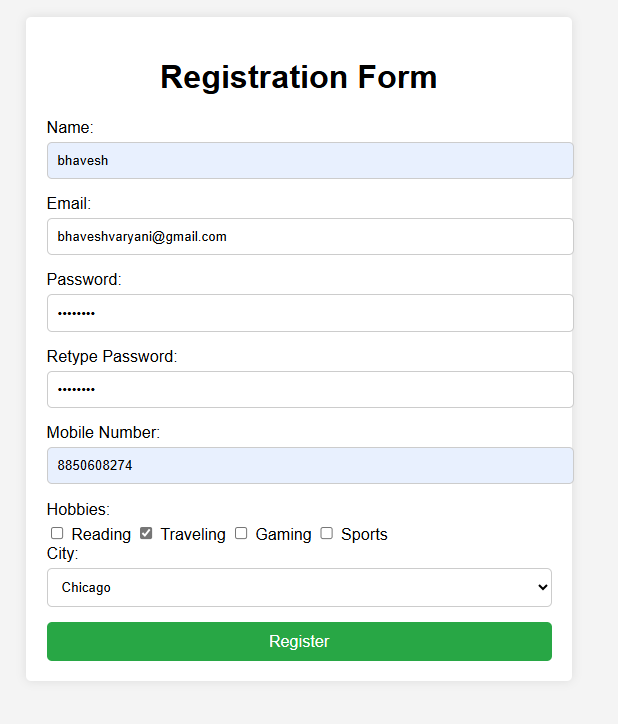 Registration Form
Name:
bhavesh
Email:
bhaveshvaryani@gmail.com
Password:
••••••••
Retype Password:
••••••••
Mobile Number:
8850608274
Hobbies:
Reading Traveling Gaming Sports
City:
Chicago
Register